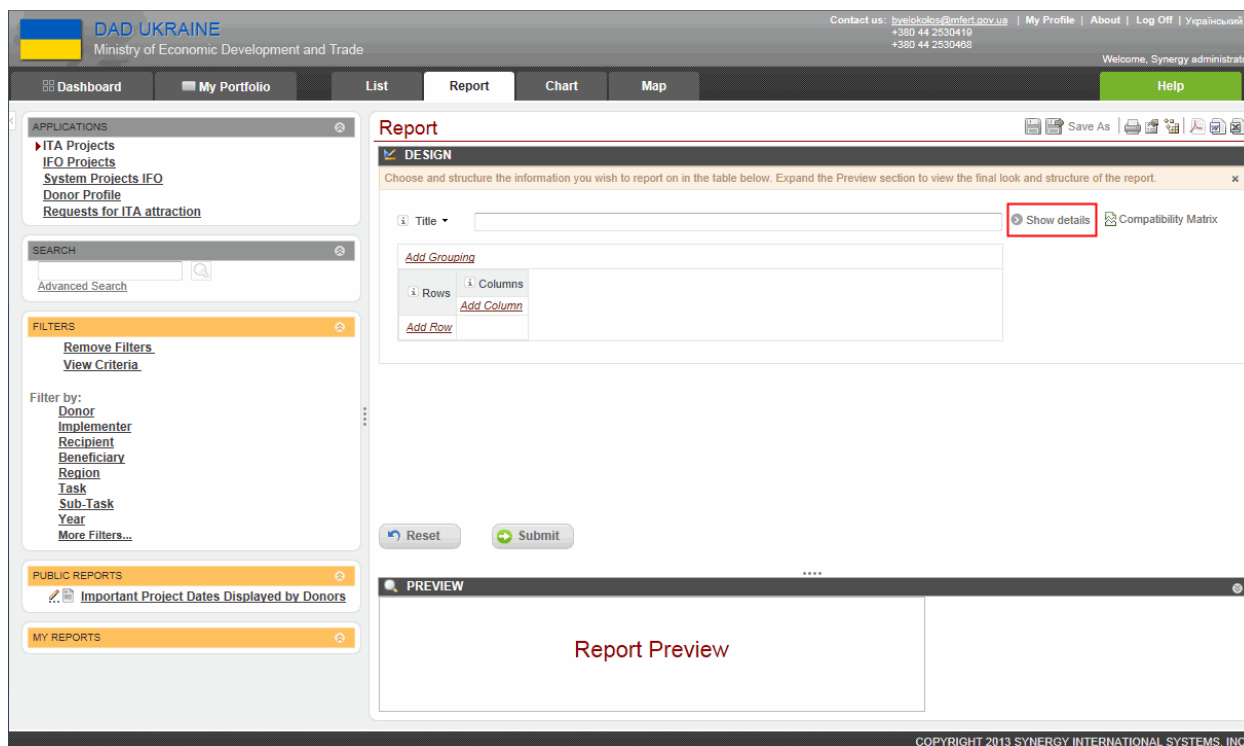 DAD UKRAINE
Ministry of Economic Development and Trade
Contact us: byelokolos@mfert.gov.ua | My Profile | About | Log Off | Український
+380 44 2530419
+380 44 2530468
Welcome, Synergy administrato
Dashboard My Portfolio List Report Chart Map Help
APPLICATIONS
ITA Projects
IFO Projects
System Projects IFO
Donor Profile
Requests for ITA attraction
SEARCH
Advanced Search
FILTERS
Remove Filters
View Criteria
Filter by:
Donor
Implementer
Recipient
Beneficiary
Region
Task
Sub-Task
Year
More Filters...
PUBLIC REPORTS
Important Project Dates Displayed by Donors
MY REPORTS
Report
Save As
DESIGN
Choose and structure the information you wish to report on in the table below. Expand the Preview section to view the final look and structure of the report.
Title
Show details
Compatibility Matrix
Add Grouping
Rows
Columns
Add Column
Add Row
Reset
Submit
PREVIEW
Report Preview
COPYRIGHT 2013 SYNERGY INTERNATIONAL SYSTEMS, INC